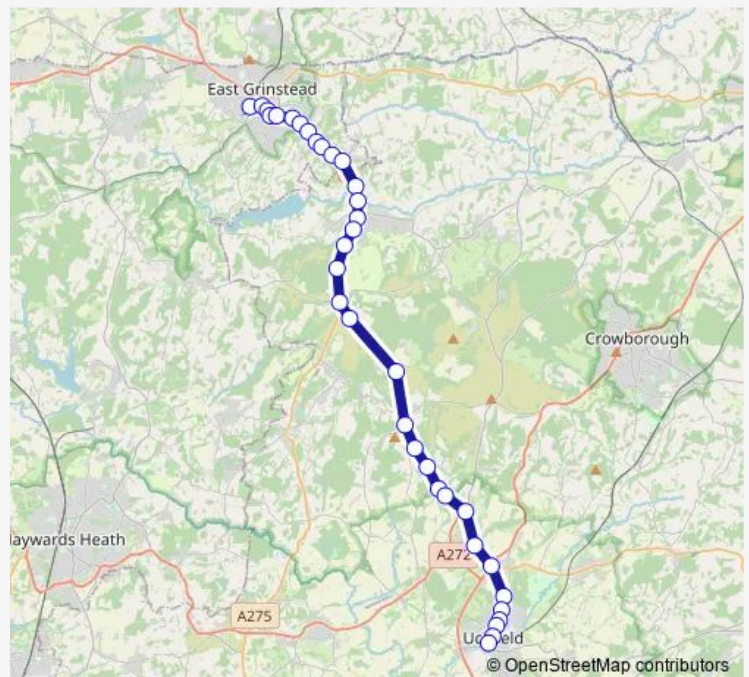 East Grinstead
Crowborough
aywards Heath
A272
A275
© OpenStreetMap contributors